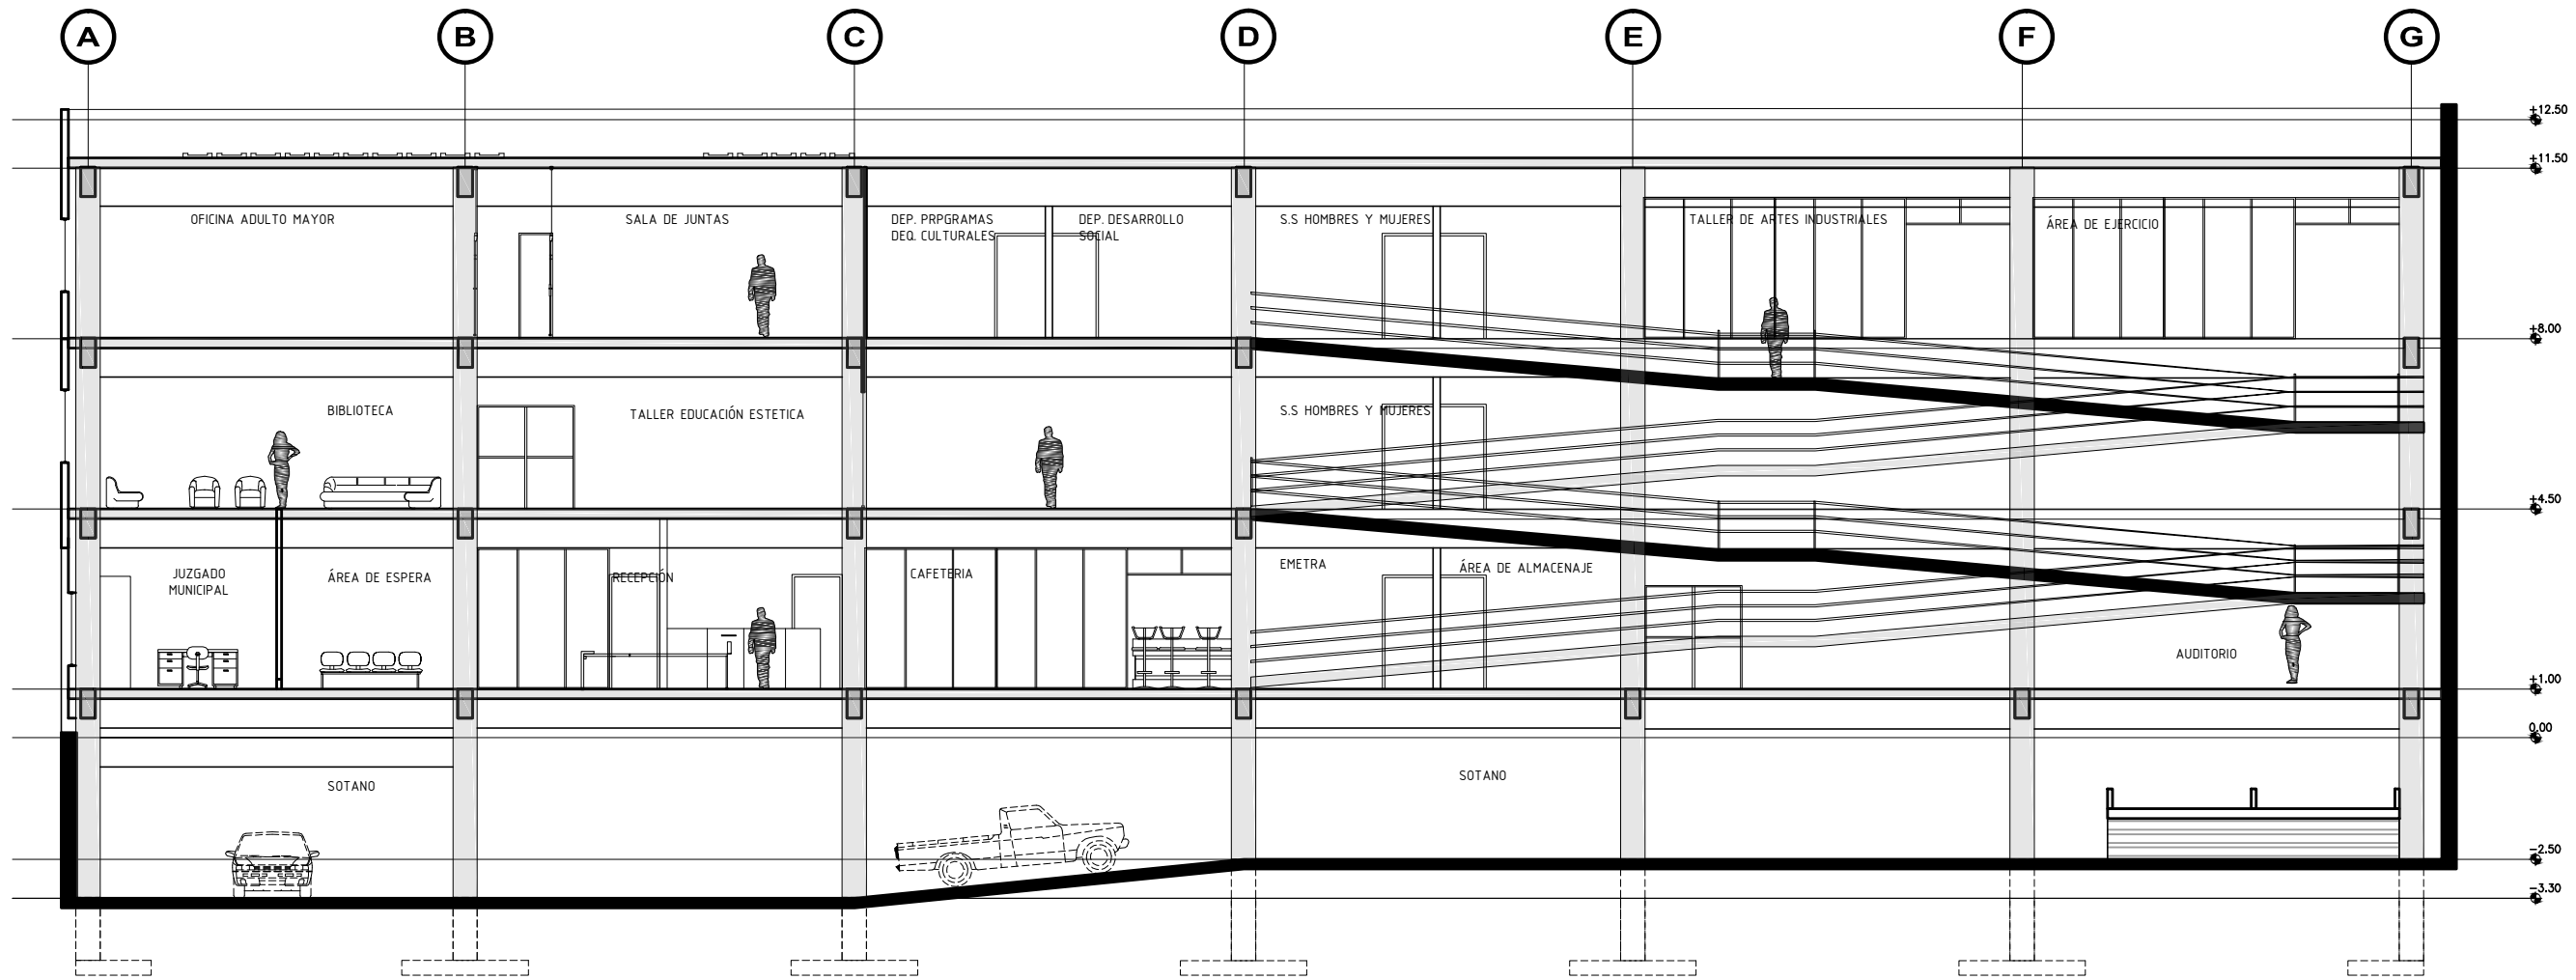 A
B
C
D
E
F
G
+12.50
+11.50
OFICINA ADULTO MAYOR
SALA DE JUNTAS
DEP. PRPGRAMAS
DEQ. CULTURALES
DEP. DESARROLLO
SOCIAL
S.S HOMBRES Y MUJERES
TALLER DE ARTES INDUSTRIALES
ÁREA DE EJERCICIO
+8.00
BIBLIOTECA
TALLER EDUCACIÓN ESTETICA
S.S HOMBRES Y MUJERES
+4.50
JUZGADO
MUNICIPAL
ÁREA DE ESPERA
RECEPCIÓN
CAFETERIA
EMETRA
ÁREA DE ALMACENAJE
AUDITORIO
+1.00
0.00
SOTANO
SOTANO
-2.50
-3.30